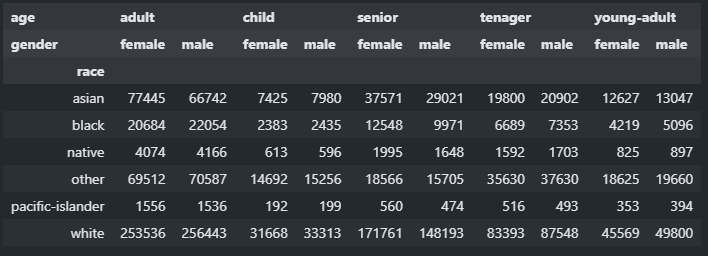 age adult child senior tenager young-adult
gender female male female male female male female male female male
race
asian 77445 66742 7425 7980 37571 29021 19800 20902 12627 13047
black 20684 22054 2383 2435 12548 9971 6689 7353 4219 5096
native 4074 4166 613 596 1995 1648 1592 1703 825 897
other 69512 70587 14692 15256 18566 15705 35630 37630 18625 19660
pacific-islander 1556 1536 192 199 560 474 516 493 353 394
white 253536 256443 31668 33313 171761 148193 83393 87548 45569 49800